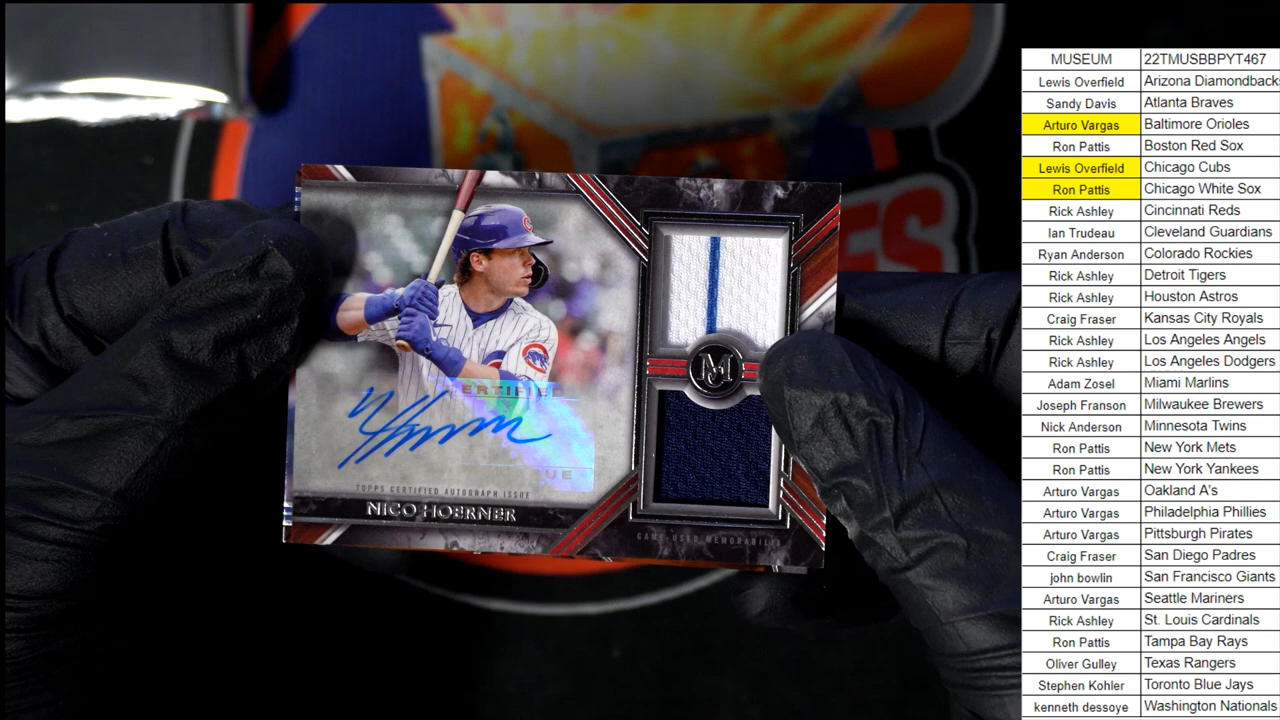 MUSEUM 22TMUSBBPYT467
Lewis Overfield Arizona Diamondback
Sandy Davis Atlanta Braves
Arturo Vargas Baltimore Orioles
Ron Pattis Boston Red Sox
Lewis Overfield Chicago Cubs
Ron Pattis Chicago White Sox
Rick Ashley Cincinnati Reds
Ian Trudeau Cleveland Guardians
Ryan Anderson Colorado Rockies
Rick Ashley Detroit Tigers
Rick Ashley Houston Astros
Craig Fraser Kansas City Royals
Rick Ashley Los Angeles Angels
Rick Ashley Los Angeles Dodgers
Adam Zosel Miami Marlins
Joseph Franson Milwaukee Brewers
Nick Anderson Minnesota Twins
Ron Pattis New York Mets
Ron Pattis New York Yankees
Arturo Vargas Oakland A's
Arturo Vargas Philadelphia Phillies
Arturo Vargas Pittsburgh Pirates
Craig Fraser San Diego Padres
john bowlin San Francisco Giants
Arturo Vargas Seattle Mariners
Rick Ashley St. Louis Cardinals
Ron Pattis Tampa Bay Rays
Oliver Gulley Texas Rangers
Stephen Kohler Toronto Blue Jays
kenneth dessoye Washington Nationals
MJ
ERTIFIE
UE
TOPPS CERTIFIED AUTOGRAPH ISSUE
NICO HOERNER
GAME-USED MEMORABILIA